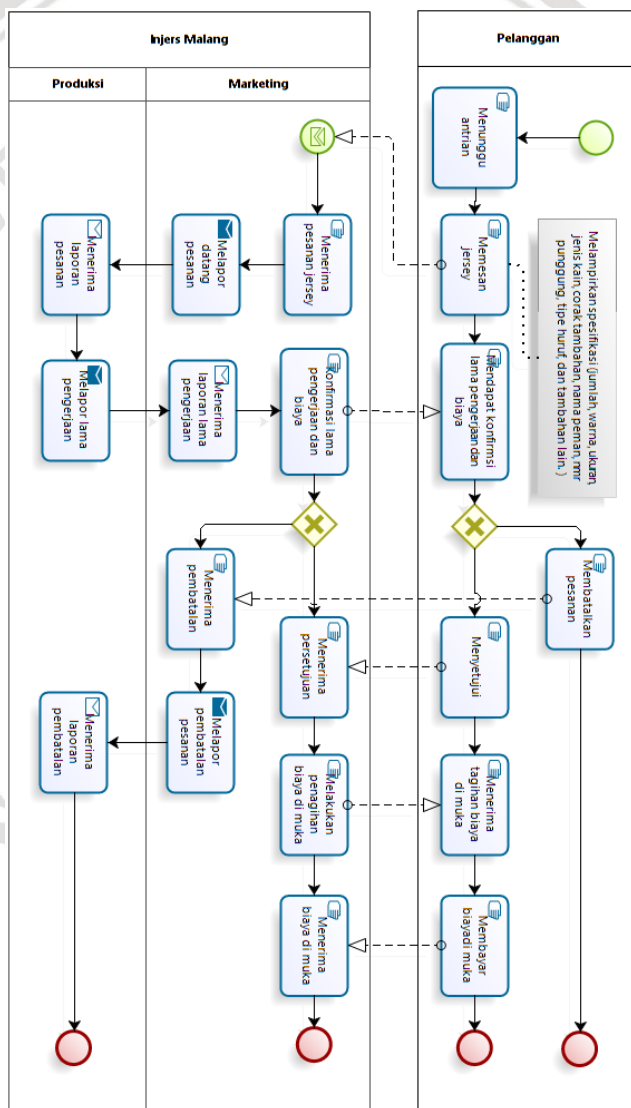 Injers Malang
Pelanggan
Produksi
Marketing
Menunggu
antrian
Melampirkan spesifikasi (jumlah, warna, ukuran,
jenis kain, corak tambahan, nama peman, nmr
punggung, tipe huruf, dan tambahan lain. )
Memesan
jersey
Menerima
pesanan jersey
Melapor
datang
pesanan
Menerima
laporan
pesanan
Melapor lama
pengerjaan
Menerima
laporan lama
pengerjaan
Konfirmasi lama
pengerjaan dan
biaya
Mendapat konfirmsi
lama pengerjaan dan
biaya
Membatalkan
pesanan
Menerima
pembatalan
Menyetujui
Menerima
persetujuan
Melapor
pembatalan
pesanan
Menerima
laporan
pembatalan
Melakukan
penagihan
biaya di muka
Menerima
tagihan biaya
di muka
Membayar
biayadi muka
Menerima
biaya di muka